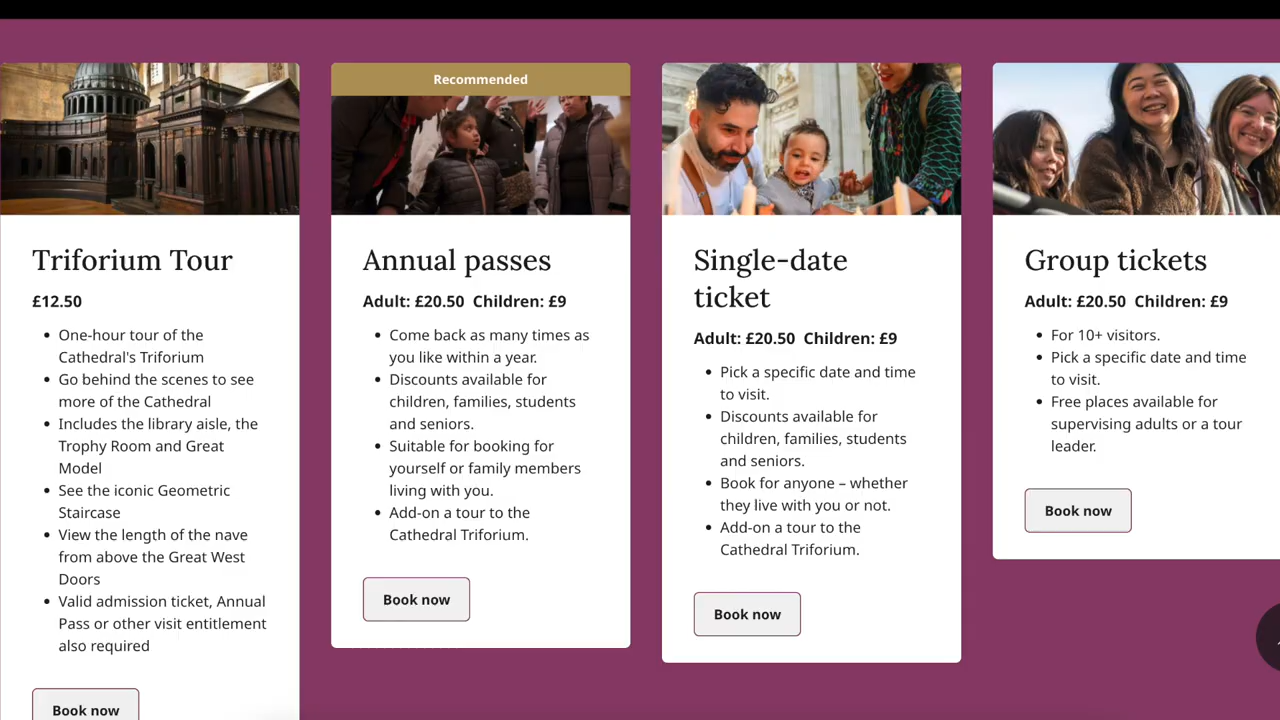 Triforium Tour
£12.50
One-hour tour of the
Cathedral's Triforium
Go behind the scenes to see
more of the Cathedral
Includes the library aisle, the
Trophy Room and Great
Model
See the iconic Geometric
Staircase
View the length of the nave
from above the Great West
Doors
Valid admission ticket, Annual
Pass or other visit entitlement
also required
Book now
Recommended
Annual passes
Adult: £20.50 Children: £9
Come back as many times as
you like within a year.
Discounts available for
children, families, students
and seniors.
Suitable for booking for
yourself or family members
living with you.
Add-on a tour to the
Cathedral Triforium.
Book now
Single-date
ticket
Adult: £20.50 Children: £9
Pick a specific date and time
to visit.
Discounts available for
children, families, students
and seniors.
Book for anyone – whether
they live with you or not.
Add-on a tour to the
Cathedral Triforium.
Book now
Group tickets
Adult: £20.50 Children: £9
For 10+ visitors.
Pick a specific date and time
to visit.
Free places available for
supervising adults or a tour
leader.
Book now